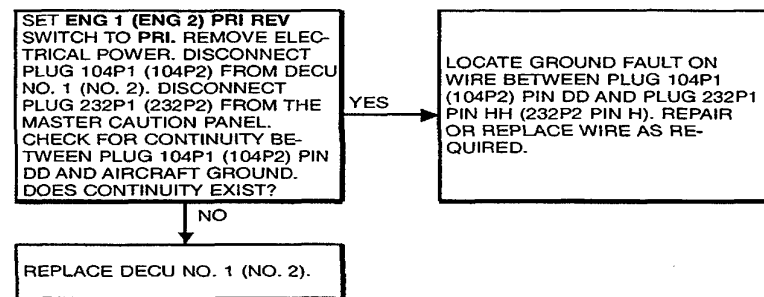 SET ENG 1 (ENG 2) PRI REV
SWITCH TO PRI. REMOVE ELEC-
TRICAL POWER. DISCONNECT
PLUG 104P1 (104P2) FROM DECU
NO. 1 (NO. 2). DISCONNECT
PLUG 232P1 (232P2) FROM THE
MASTER CAUTION PANEL.
CHECK FOR CONTINUITY BE-
TWEEN PLUG 104P1 (104P2) PIN
DD AND AIRCRAFT GROUND.
DOES CONTINUITY EXIST?
YES
LOCATE GROUND FAULT ON
WIRE BETWEEN PLUG 104P1
(104P2) PIN DD AND PLUG 232P1
PIN HH (232P2 PIN H). REPAIR
OR REPLACE WIRE AS RE-
QUIRED.
NO
REPLACE DECU NO. 1 (NO. 2).